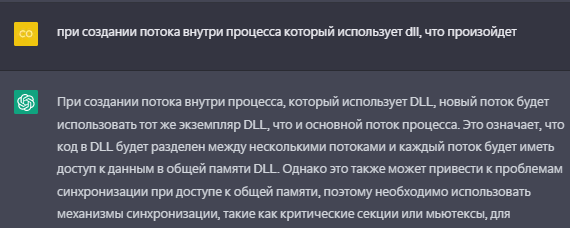 CO
при создании потока внутри процесса который использует dll, что произойдет
При создании потока внутри процесса, который использует DLL, новый поток будет
использовать тот же экземпляр DLL, что и основной поток процесса. Это означает, что
код в DLL будет разделен между несколькими потоками и каждый поток будет иметь
доступ к данным в общей памяти DLL. Однако это также может привести к проблемам
синхронизации при доступе к общей памяти, поэтому необходимо использовать
механизмы синхронизации, такие как критические секции или мьютексы, для